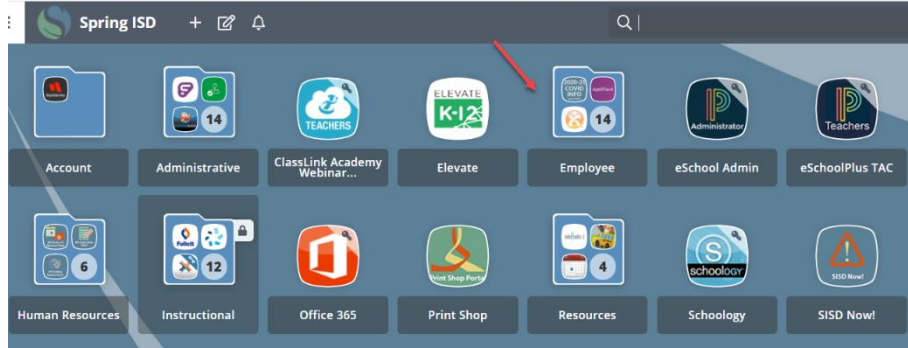 Spring ISD
ELEVATE
K-12
2020-21
COVID
INFO
14
TEACHERS
14
Administrator
Teachers
Account
Administrative
ClassLink Academy
Webinar...
Elevate
Employee
eSchool Admin
eSchoolPlus TAC
Follett
6
12
Print Shop Portal
4
S
schoology
SISD Now!
Human Resources
Instructional
Office 365
Print Shop
Resources
Schoology
SISD Now!